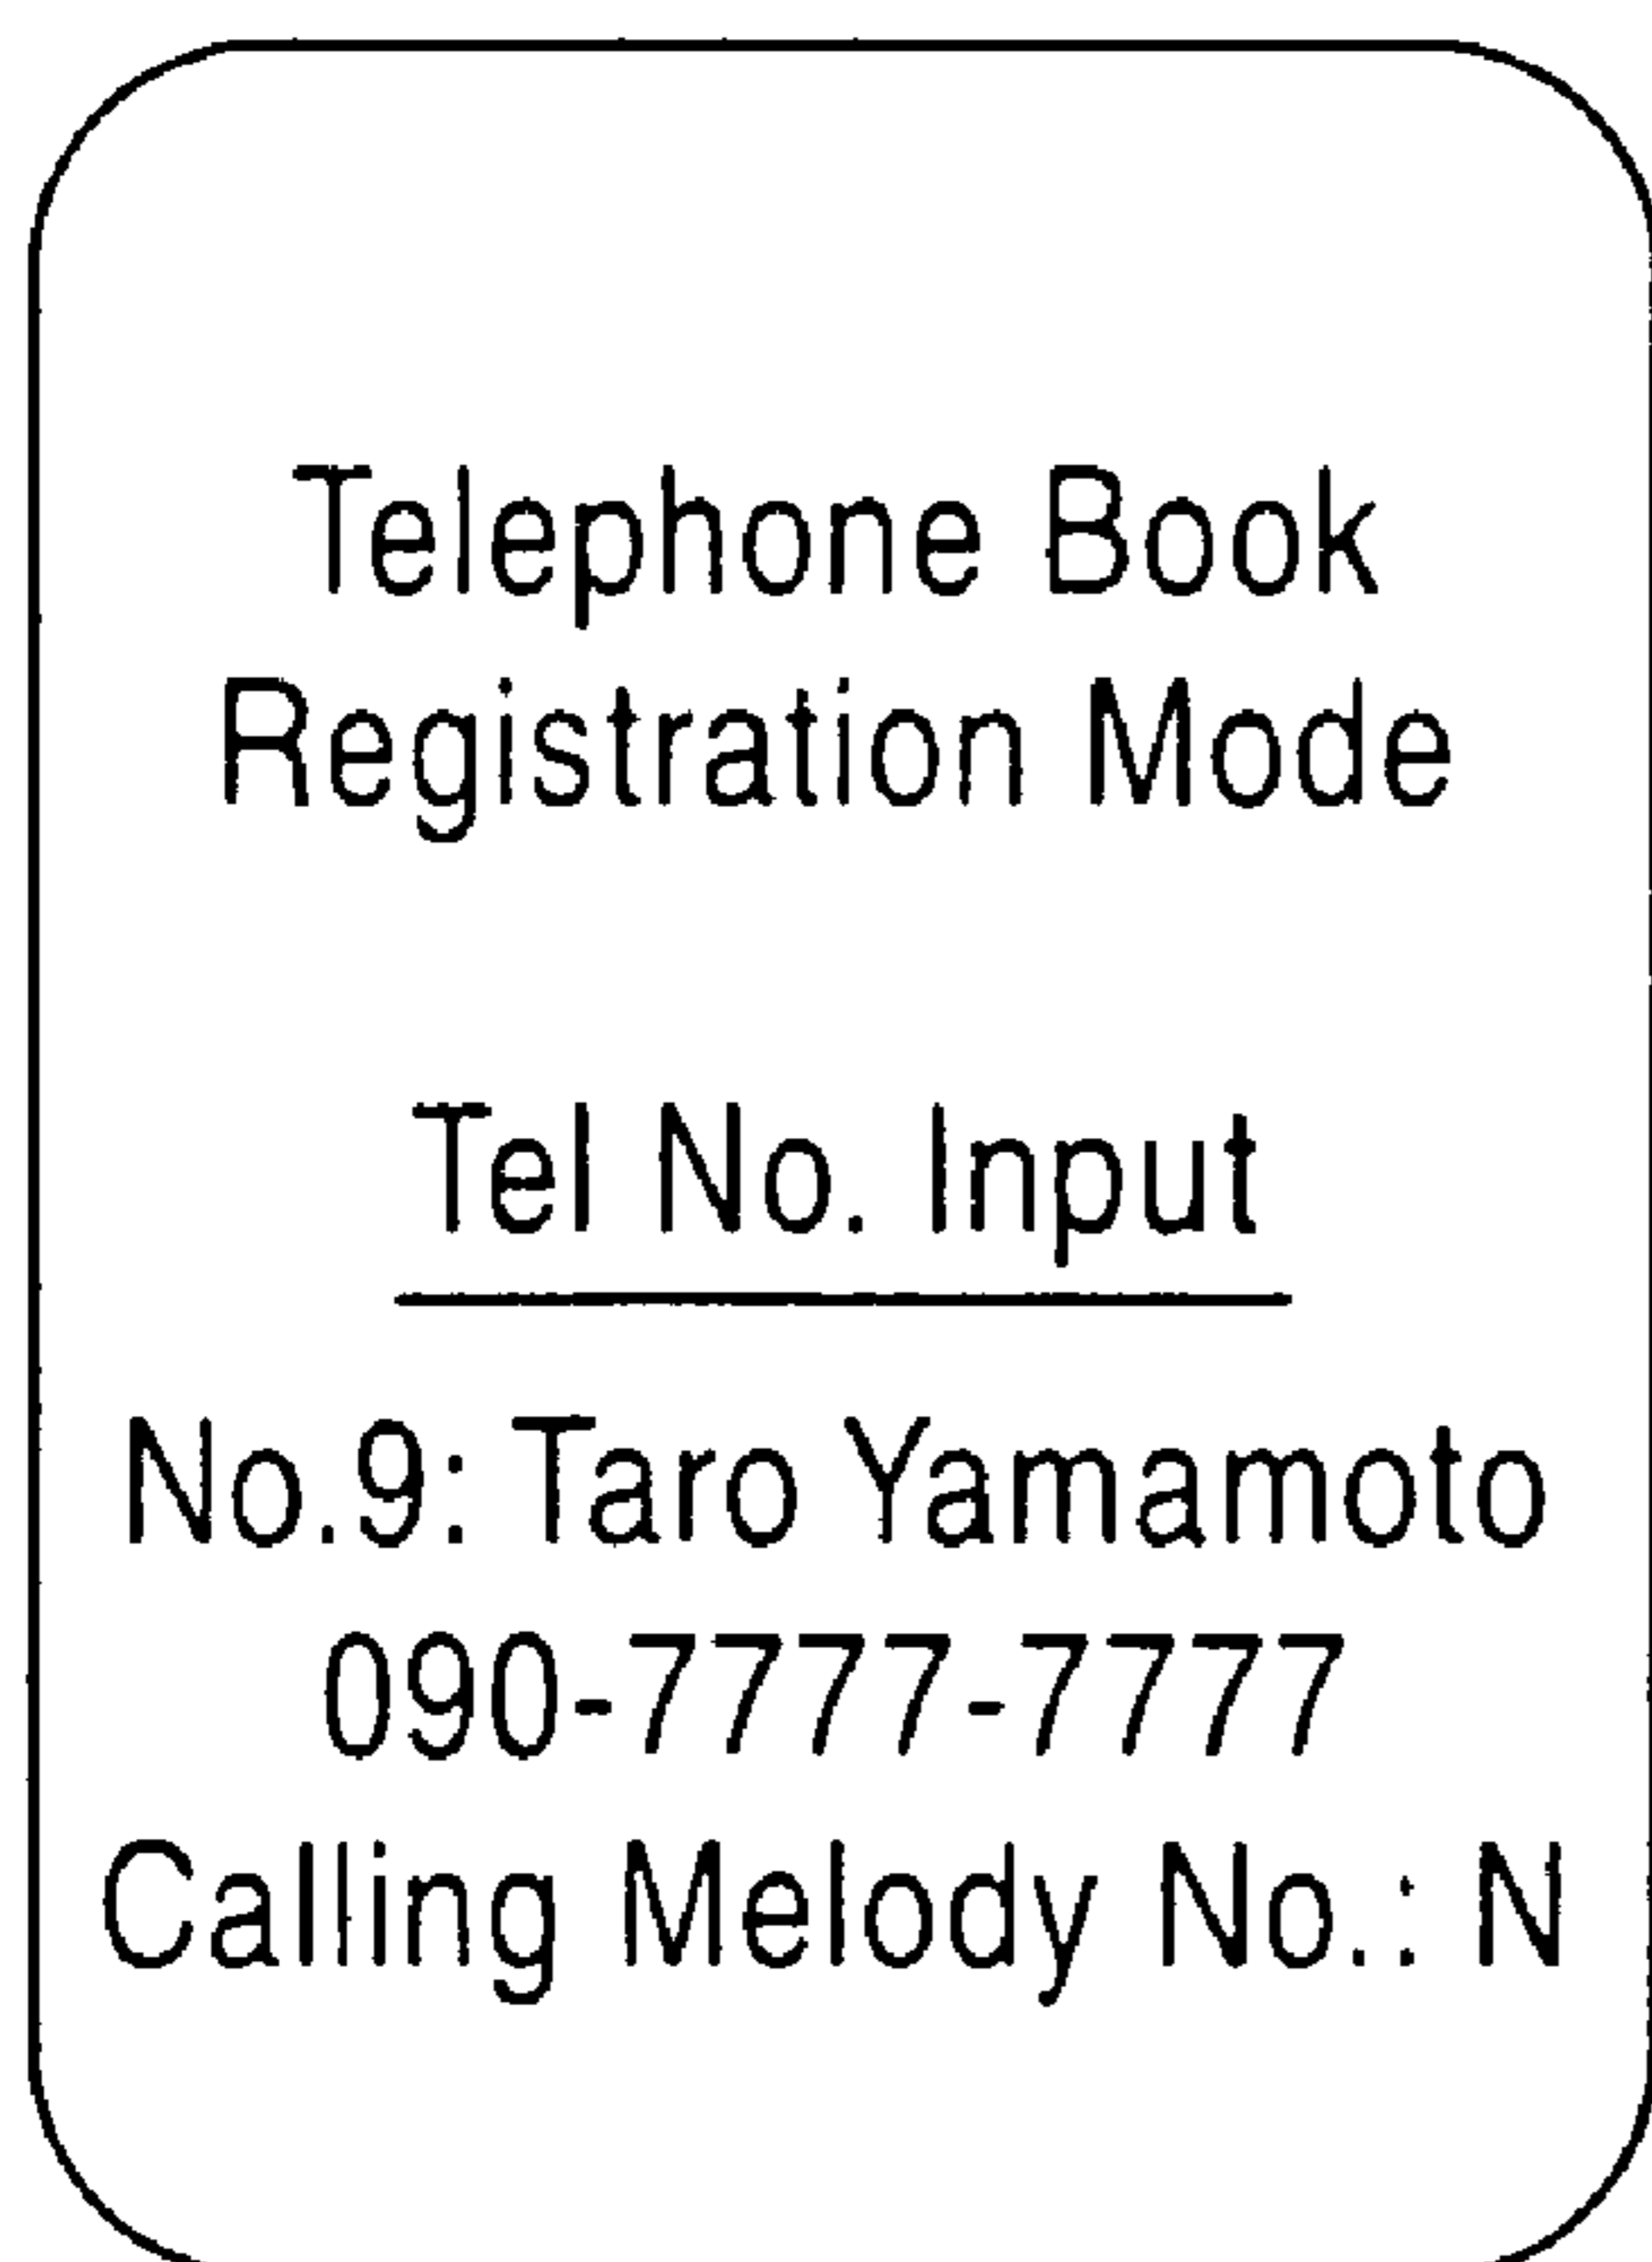 Telephone Book
Registration Mode
Tel No. Input
No.9: Taro Yamamoto
090-7777-7777
Calling Melody No.: N